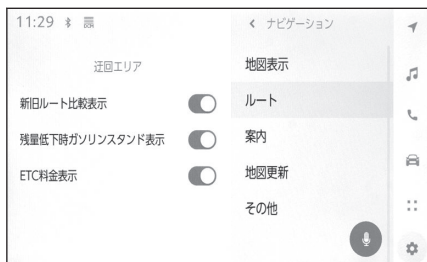 11:29
迂回エリア
新旧ルート比較表示
残量低下時ガソリンスタンド表示
ETC料金表示
ナビゲーション
地図表示
ルート
案内
地図更新
その他